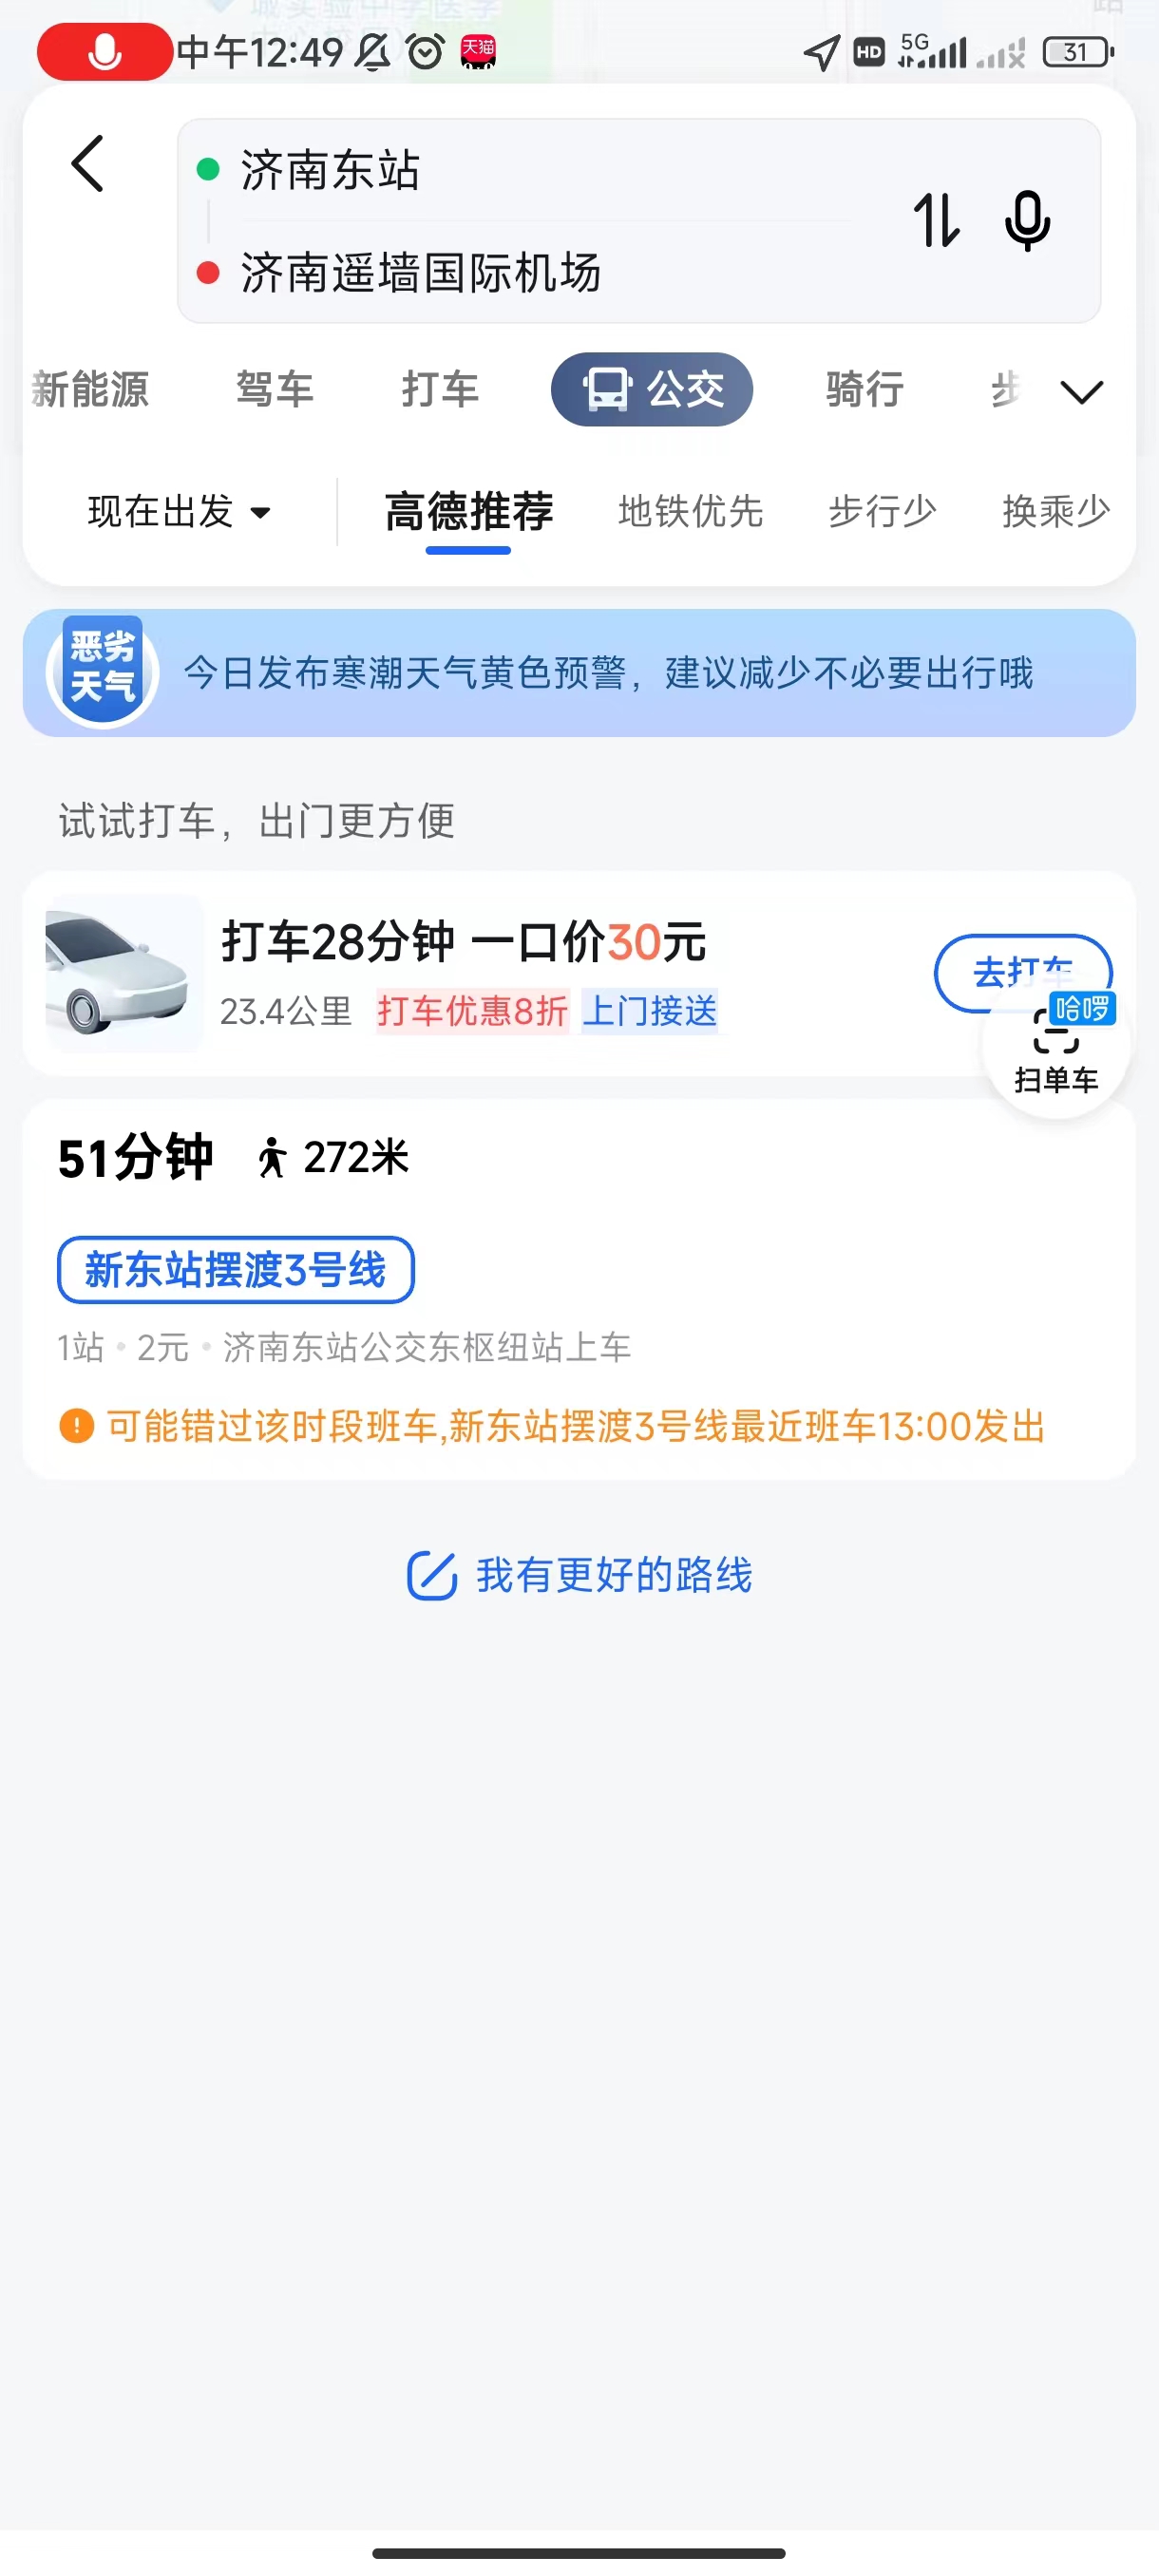 中午12:49
天猫
HD
5G
31
济南东站
济南遥墙国际机场
新能源 驾车 打车 公交 骑行 步
现在出发 高德推荐 地铁优先 步行少 换乘少
恶劣
天气
今日发布寒潮天气黄色预警，建议减少不必要出行哦
试试打车，出门更方便
打车28分钟 一口价30元
去打车
23.4公里 打车优惠8折 上门接送
哈啰
扫单车
51分钟 272米
新东站摆渡3号线
1站 • 2元 • 济南东站公交东枢纽站上车
可能错过该时段班车,新东站摆渡3号线最近班车13:00发出
我有更好的路线